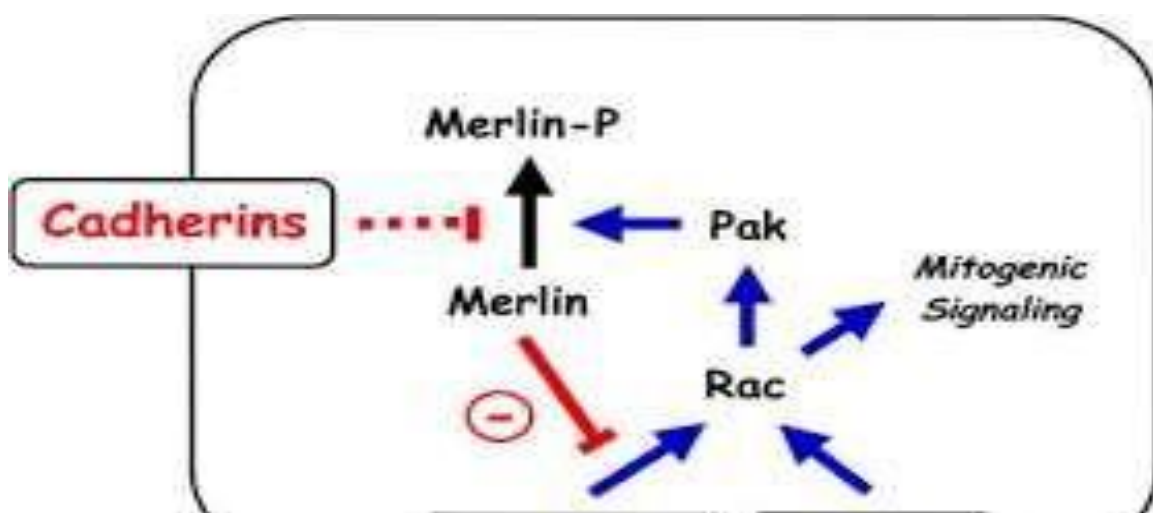 Merlin-P
Cadherins
Pak
Merlin
Mitogenic
Signaling
Rac
-